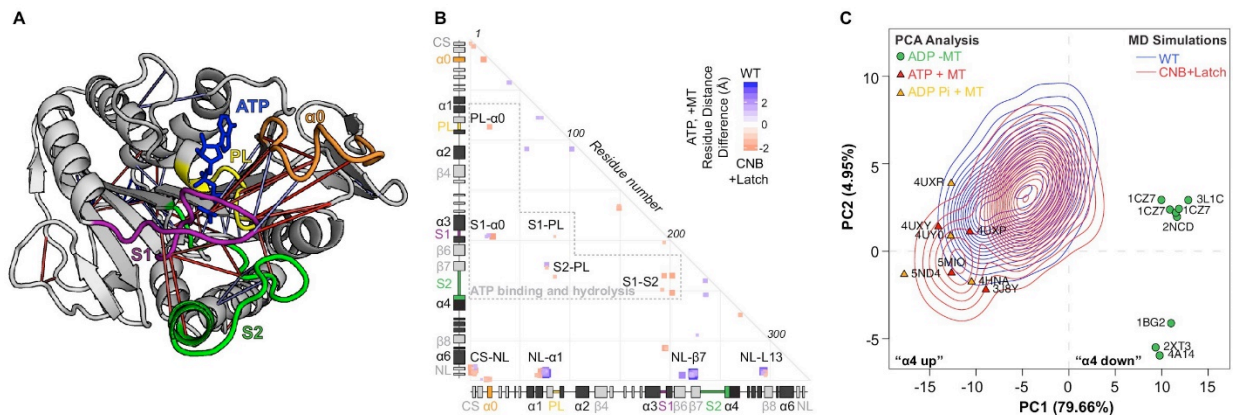 A
ATP
α0
PL
S1
S2
B
1
CS
α0
α1
PL
α2
β4
α3
S1
β6
β7
S2
α4
β8
α6
NL
100
200
300
Residue number
PL-α0
S1-α0
S1-PL
S2-PL
S1-S2
ATP binding and hydrolysis
CS-NL
NL-α1
NL-β7
NL-L13
WT
2
0
-2
ATP, +MT
Residue Distance
Difference (Å)
CNB
+Latch
CS α0 α1 PL α2 β4 α3 S1 β6 β7 S2 α4 β8 α6 NL
C
PCA Analysis
ADP -MT
ATP + MT
ADP Pi + MT
MD Simulations
WT
CNB+Latch
PC2 (4.95%)
10
5
0
-5
4UXR
4UXY
4UY0
4UXP
5MIO
5ND4
4HNA
3J8Y
1CZ7
3L1C
1CZ7
1CZ7
2NCD
1BG2
2XT3
4A14
“α4 up”
“α4 down”
-15 -10 -5 0 5 10 15
PC1 (79.66%)